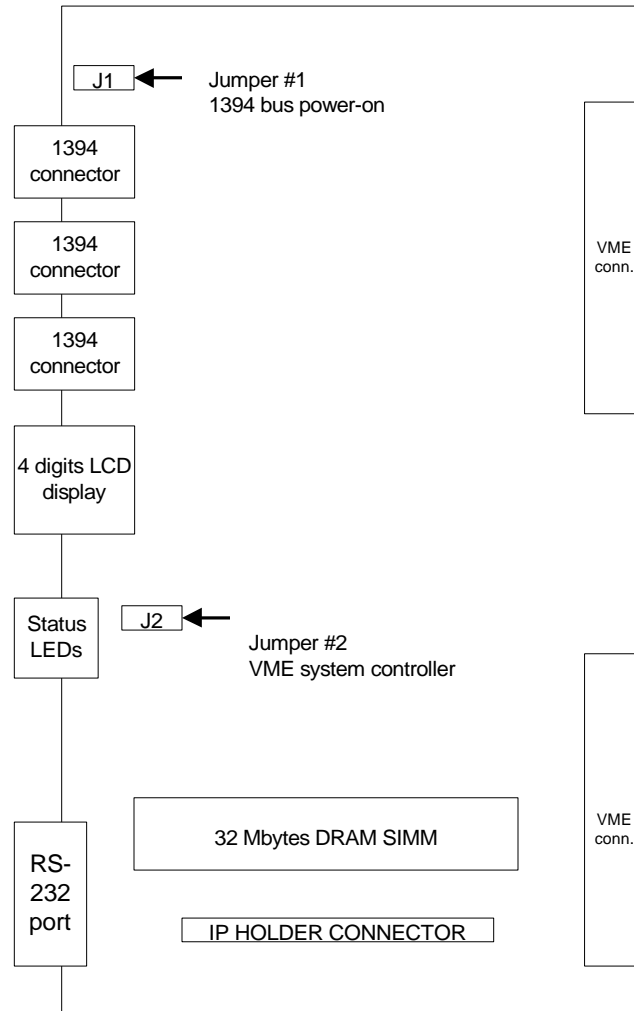 J1
Jumper #1
1394 bus power-on
1394
connector
VME
conn.
1394
connector
1394
connector
4 digits LCD
display
Status
LEDs
J2
Jumper #2
VME system controller
32 Mbytes DRAM SIMM
VME
conn.
RS-
232
port
IP HOLDER CONNECTOR